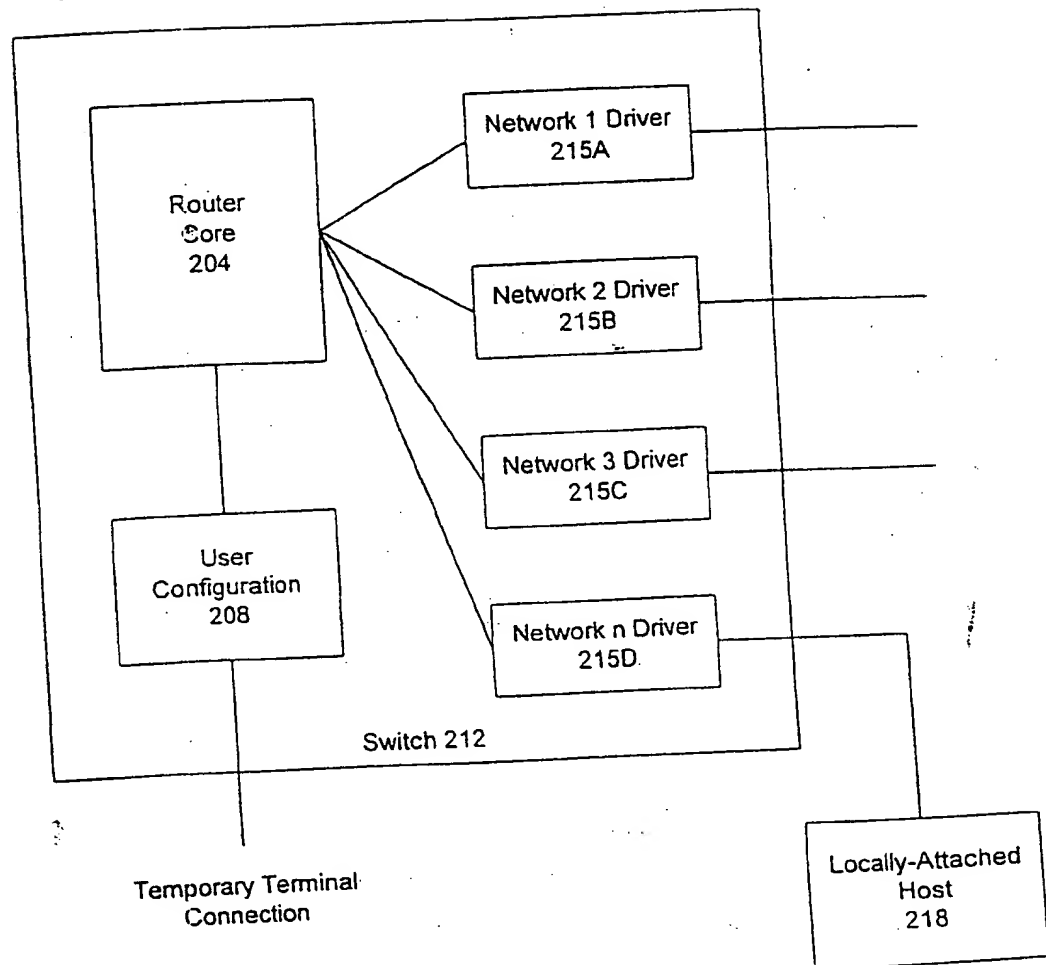 Network 1 Driver
215A
Router
Core
204
Network 2 Driver
215B
Network 3 Driver
215C
User
Configuration
208
Network n Driver
215D
Switch 212
Temporary Terminal
Connection
Locally-Attached
Host
218